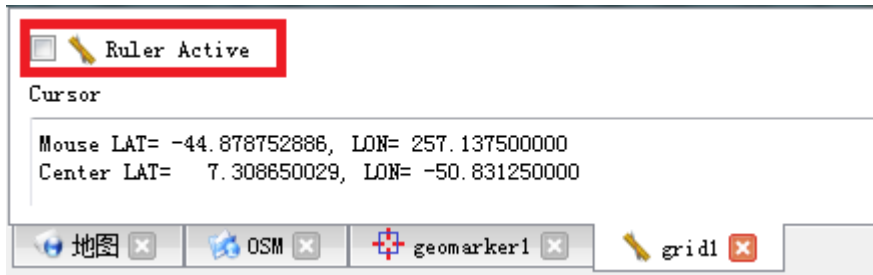 Ruler Active
Cursor
Mouse LAT= -44.878752886, LON= 257.137500000
Center LAT=   7.308650029, LON= -50.831250000
地图 OSM geomarker1 grid1